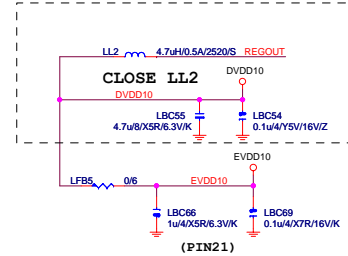 LL2 4.7uH/0.5A/2520/S REGOUT
CLOSE LL2
DVDD10
DVDD10
LBC55
4.7u/8/X5R/6.3V/K
LBC54
0.1u/4/Y5V/16V/Z
EVDD10
LFB5 0/6 EVDD10
LBC66
1u/4/X5R/6.3V/K
LBC69
0.1u/4/X7R/16V/K
(PIN21)